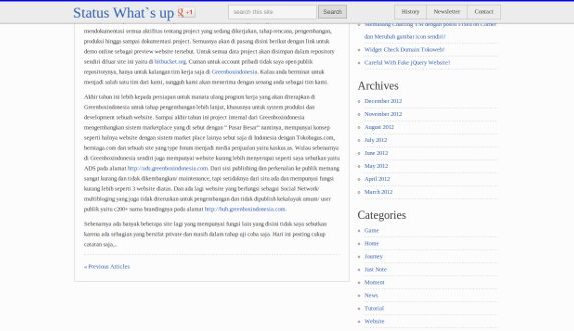 Status What`s up
+1
search this site
Search
History
Newsletter
Contact
mendokumentasi semua aktifitas tentang project yang sedang dikerjakan, tahap rencana, pengembangan,
produksi hingga sampai dokumentasi project. Semuanya akan di pasang disini berikut dengan link untuk
demo online sebagai preview website tersebut. Untuk semua data project akan disimpan dalam repository
sendiri diluar site ini yaitu di bitbucket.org. Cuman untuk account pribadi tidak saya open publik
repositorynya, hanya untuk kalangan tim kerja saja di Greenboxindonesia. Kalau anda berminat untuk
menjadi salah satu tim dari kami, sungguh kami akan menerima dengan senang anda sebagai tim kami.
Akhir tahun ini lebih kepada persiapan untuk menata ulang program kerja yang akan diterapkan di
Greenboxindonesia untuk tahap pengembangan lebih lanjut, khususnya untuk system produksi dan
development sebuah website. Sampai akhir tahun ini project internal dari Greenboxindonesia
mengembangkan sistem marketplace yang di sebut dengan " Pasar Besar" nantinya, mempunyai konsep
seperti halnya website dengan sistem market place lainya sebut saja di Indonesia dengan Tokobagus.com,
berniaga.com dan sebuah site yang type forum menjadi media penjualan yaitu kaskus.us. Walau sebenarnya
di Greenboxindonesia sendiri juga mempunyai website kurang lebih menyerupai seperti saya sebutkan yaitu
ADS pada alamat http://ads.greenboxindonesia.com. Dari sisi publishing dan perkenalan ke publik memang
sangat kurang dan tidak dikembangkan/ maintenance, tapi setidaknya dari situ ada dan mempunyai fungsi
kurang lebih seperti 3 website diatas. Dan ada lagi website yang berfungsi sebagai Social Network/
multibloging yang juga tidak diteruskan untuk pengembangan dan tidak dipublish kekalayak umum/ user
publik yaitu c200+ nama brandingnya pada alamat http://hub.greenboxindonesia.com.
Sebenarnya ada banyak beberapa site lagi yang mempunyai fungsi lain yang disini tidak saya sebutkan
karena ada sebagian yang bersifat private dan masih dalam tahap uji coba saja. Hari ini posting cukup
catatan saja,..
« Previous Articles
dan Merubah gambar icon sendiri!
Widget Check Domain Tokoweb!
Careful With Fake jQuery Website!
Archives
December 2012
November 2012
August 2012
July 2012
June 2012
May 2012
April 2012
March 2012
Categories
Game
Home
Journey
Just Note
Moment
News
Tutorial
Website